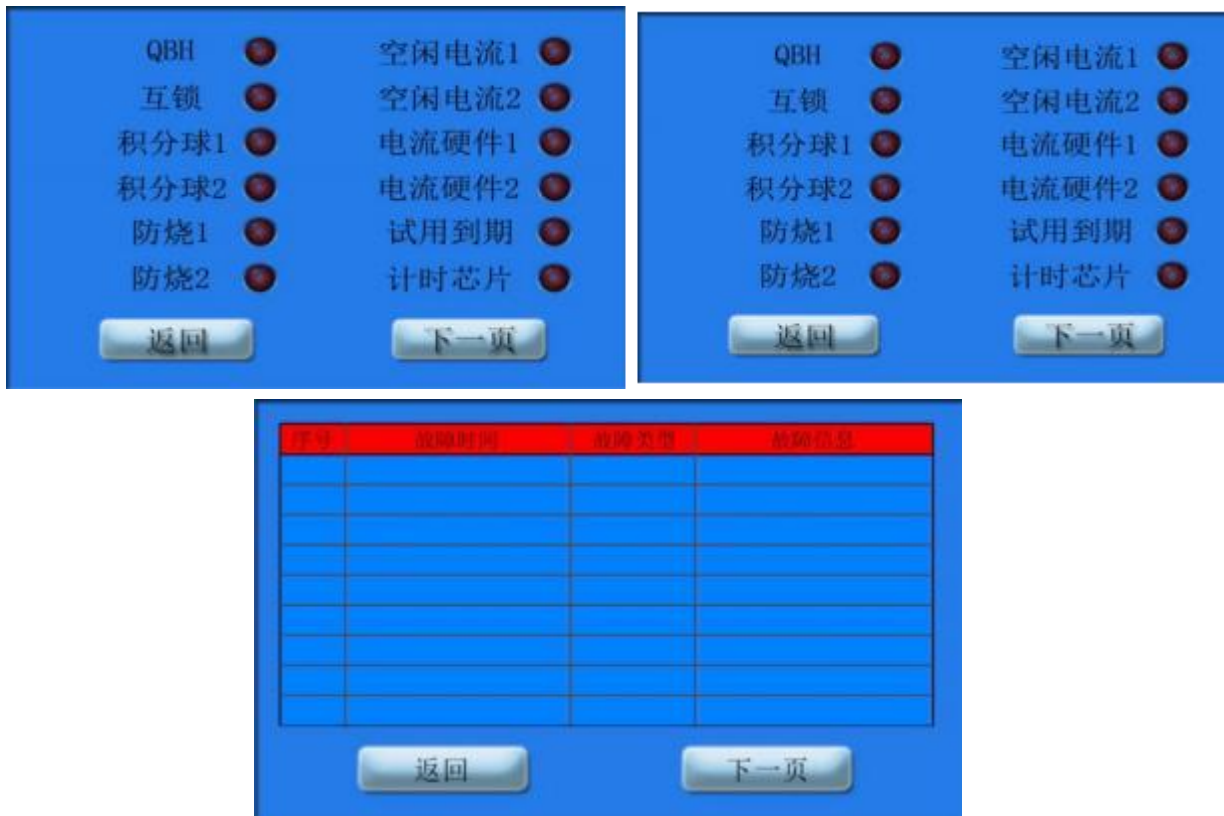 QBH 空闲电流1
互锁 空闲电流2
积分球1 电流硬件1
积分球2 电流硬件2
防烧1 试用到期
防烧2 计时芯片
返回 下一页
QBH 空闲电流1
互锁 空闲电流2
积分球1 电流硬件1
积分球2 电流硬件2
防烧1 试用到期
防烧2 计时芯片
返回 下一页
序号 故障时间 故障类型 故障信息
返回 下一页